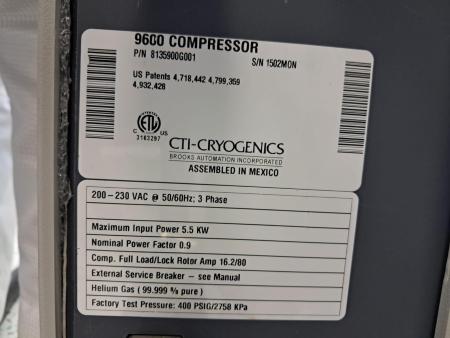 9600 COMPRESSOR
P/N 8135900G001
S/N 1502MON
US Patents 4,718,442 4,799,359
4,932,428
C US
3183297
CTI-CRYOGENICS
BROOKS AUTOMATION INCORPORATED
ASSEMBLED IN MEXICO
200-230 VAC @ 50/60Hz; 3 Phase
Maximum Input Power 5.5 KW
Nominal Power Factor 0.9
Comp. Full Load/Lock Rotor Amp 16.2/80
External Service Breaker - see Manual
Helium Gas (99.999 % pure)
Factory Test Pressure: 400 PSIG/2758 KPa